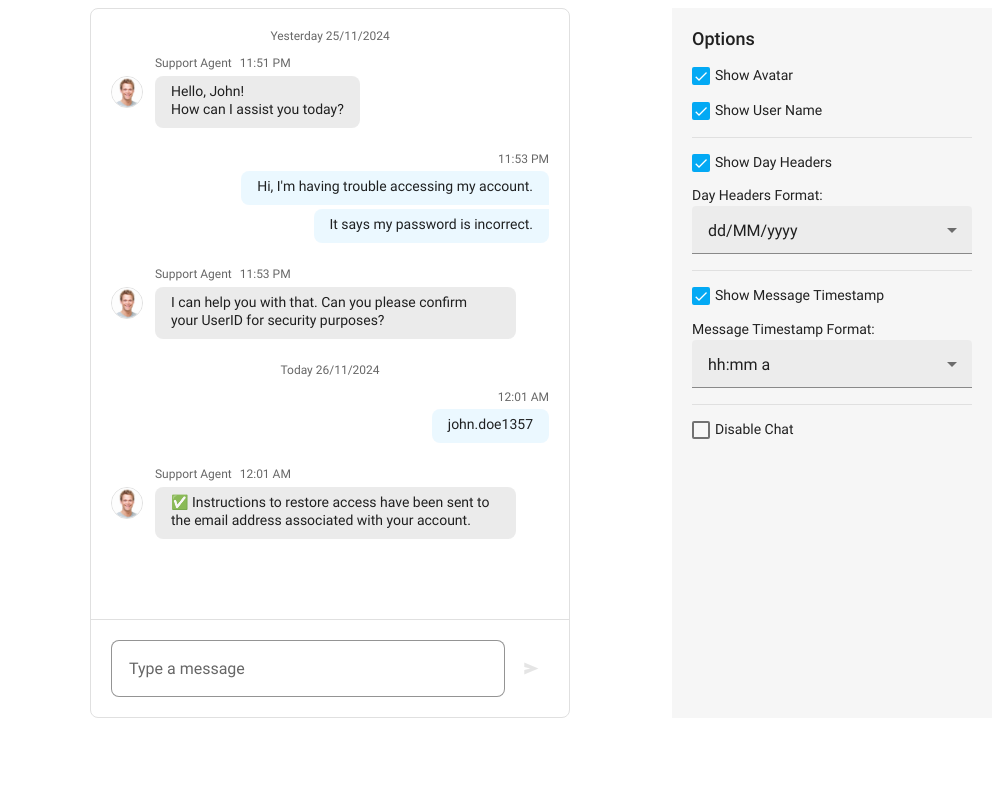 Yesterday 25/11/2024
Support Agent 11:51 PM
Hello, John!
How can I assist you today?
11:53 PM
Hi, I'm having trouble accessing my account.
It says my password is incorrect.
Support Agent 11:53 PM
I can help you with that. Can you please confirm
your UserID for security purposes?
Today 26/11/2024
12:01 AM
john.doe1357
Support Agent 12:01 AM
✅ Instructions to restore access have been sent to
the email address associated with your account.
Type a message
Options
Show Avatar
Show User Name
Show Day Headers
Day Headers Format:
dd/MM/yyyy
Show Message Timestamp
Message Timestamp Format:
hh:mm a
Disable Chat